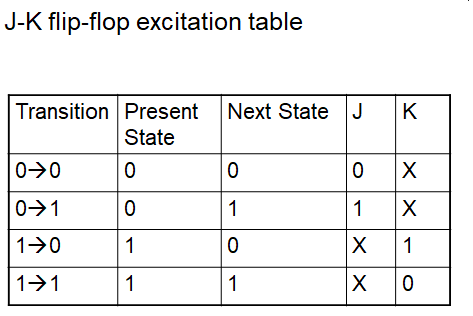 J-K flip-flop excitation table
Transition Present State Next State J K
0→0 0 0 0 X
0→1 0 1 1 X
1→0 1 0 X 1
1→1 1 1 X 0